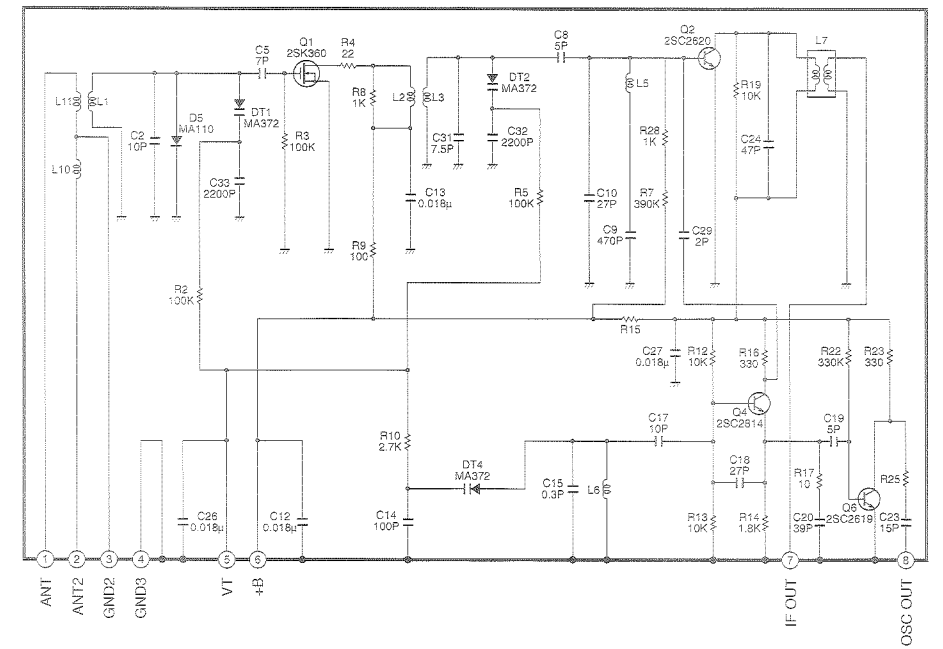 Q1
2SK360
R4
22
C5
7P
C8
5P
Q2
2SC2620
L7
L11
L1
D5
MA110
DT1
MA372
R8
1K
L2
L3
DT2
MA372
L5
R19
10K
C2
10P
R3
100K
C31
7.5P
C32
2200P
R28
1K
C24
47P
L10
C33
2200P
C13
0.018μ
R5
100K
C10
27P
R7
390K
C9
470P
C29
2P
R9
100
R2
100K
R15
C27
0.018μ
R12
10K
R16
330
R22
330K
R23
330
Q4
2SC2814
C17
10P
C19
5P
R10
2.7K
DT4
MA372
C18
27P
R17
10
R25
C15
0.3P
L6
Q6
2SC2619
C26
0.018μ
C12
0.018μ
C14
100P
R13
10K
R14
1.8K
C20
39P
C23
15P
1
2
3
4
5
6
7
8
ANT
ANT2
GND2
GND3
VT
+B
IF OUT
OSC OUT